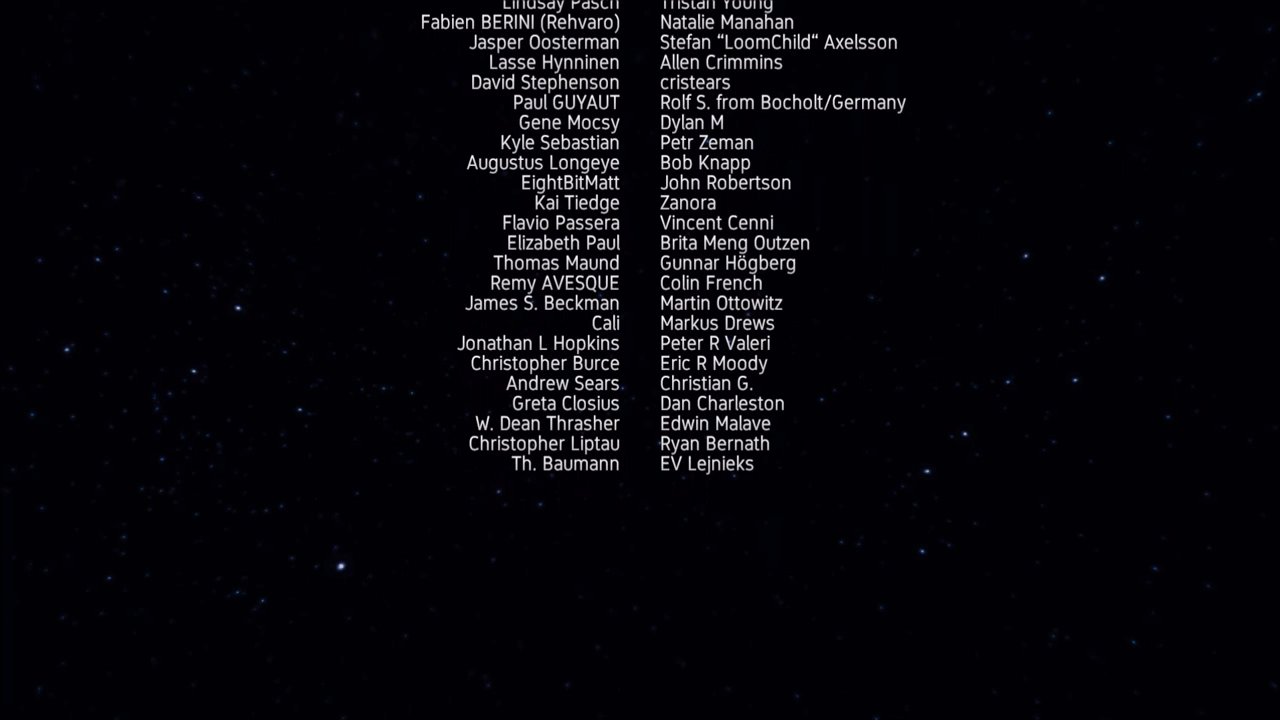 Lindsay Pasch Tristan Young
Fabien BERINI (Rehvaro) Natalie Manahan
Jasper Oosterman Stefan “LoomChild“ Axelsson
Lasse Hynninen Allen Crimmins
David Stephenson cristears
Paul GUYAUT Rolf S. from Bocholt/Germany
Gene Mocsy Dylan M
Kyle Sebastian Petr Zeman
Augustus Longeye Bob Knapp
EightBitMatt John Robertson
Kai Tiedge Zanora
Flavio Passera Vincent Cenni
Elizabeth Paul Brita Meng Outzen
Thomas Maund Gunnar Högberg
Remy AVESQUE Colin French
James S. Beckman Martin Ottowitz
Cali Markus Drews
Jonathan L Hopkins Peter R Valeri
Christopher Burce Eric R Moody
Andrew Sears Christian G.
Greta Closius Dan Charleston
W. Dean Thrasher Edwin Malave
Christopher Liptau Ryan Bernath
Th. Baumann EV Lejnieks